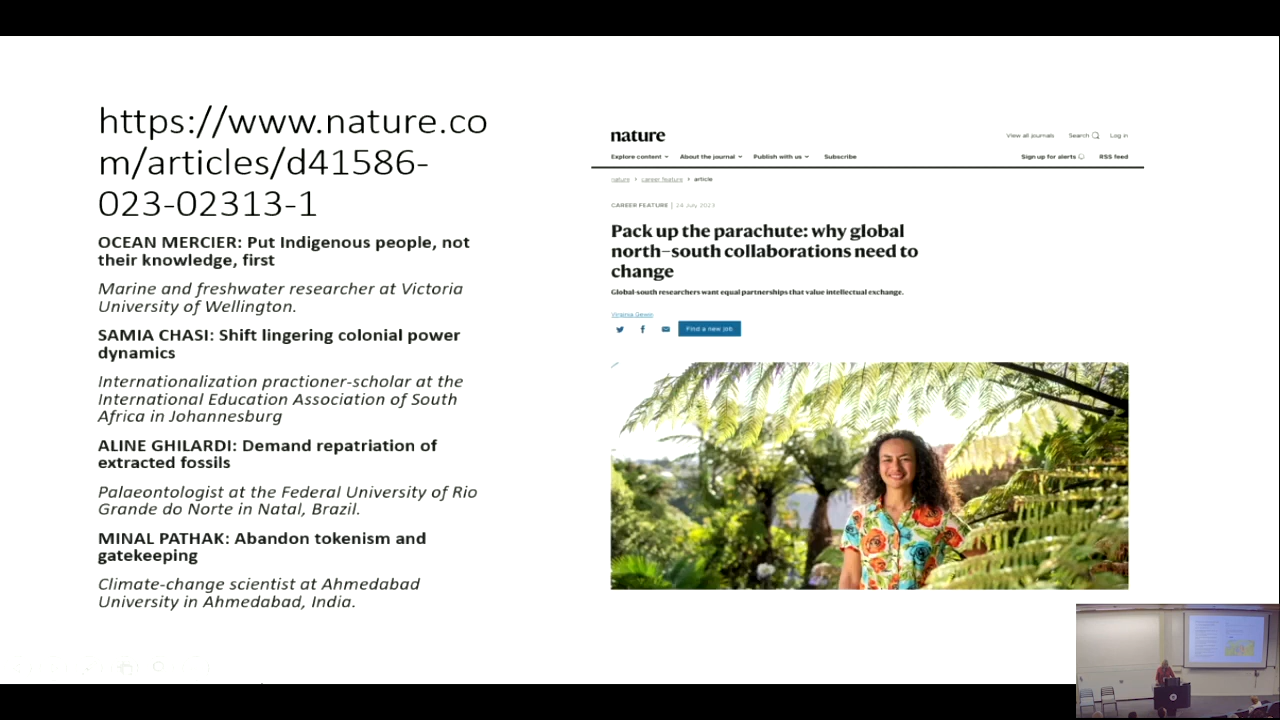 https://www.nature.co
m/articles/d41586-
023-02313-1
OCEAN MERCIER: Put Indigenous people, not
their knowledge, first
Marine and freshwater researcher at Victoria
University of Wellington.
SAMIA CHASI: Shift lingering colonial power
dynamics
Internationalization practioner-scholar at the
International Education Association of South
Africa in Johannesburg
ALINE GHILARDI: Demand repatriation of
extracted fossils
Palaeontologist at the Federal University of Rio
Grande do Norte in Natal, Brazil.
MINAL PATHAK: Abandon tokenism and
gatekeeping
Climate-change scientist at Ahmedabad
University in Ahmedabad, India.
nature
View all journals Search Log in
Explore content About the journal Publish with us Subscribe
Sign up for alerts RSS feed
nature > career feature > article
CAREER FEATURE | 24 July 2023
Pack up the parachute: why global
north–south collaborations need to
change
Global-south researchers want equal partnerships that value intellectual exchange.
Virginia Gewin
Find a new job